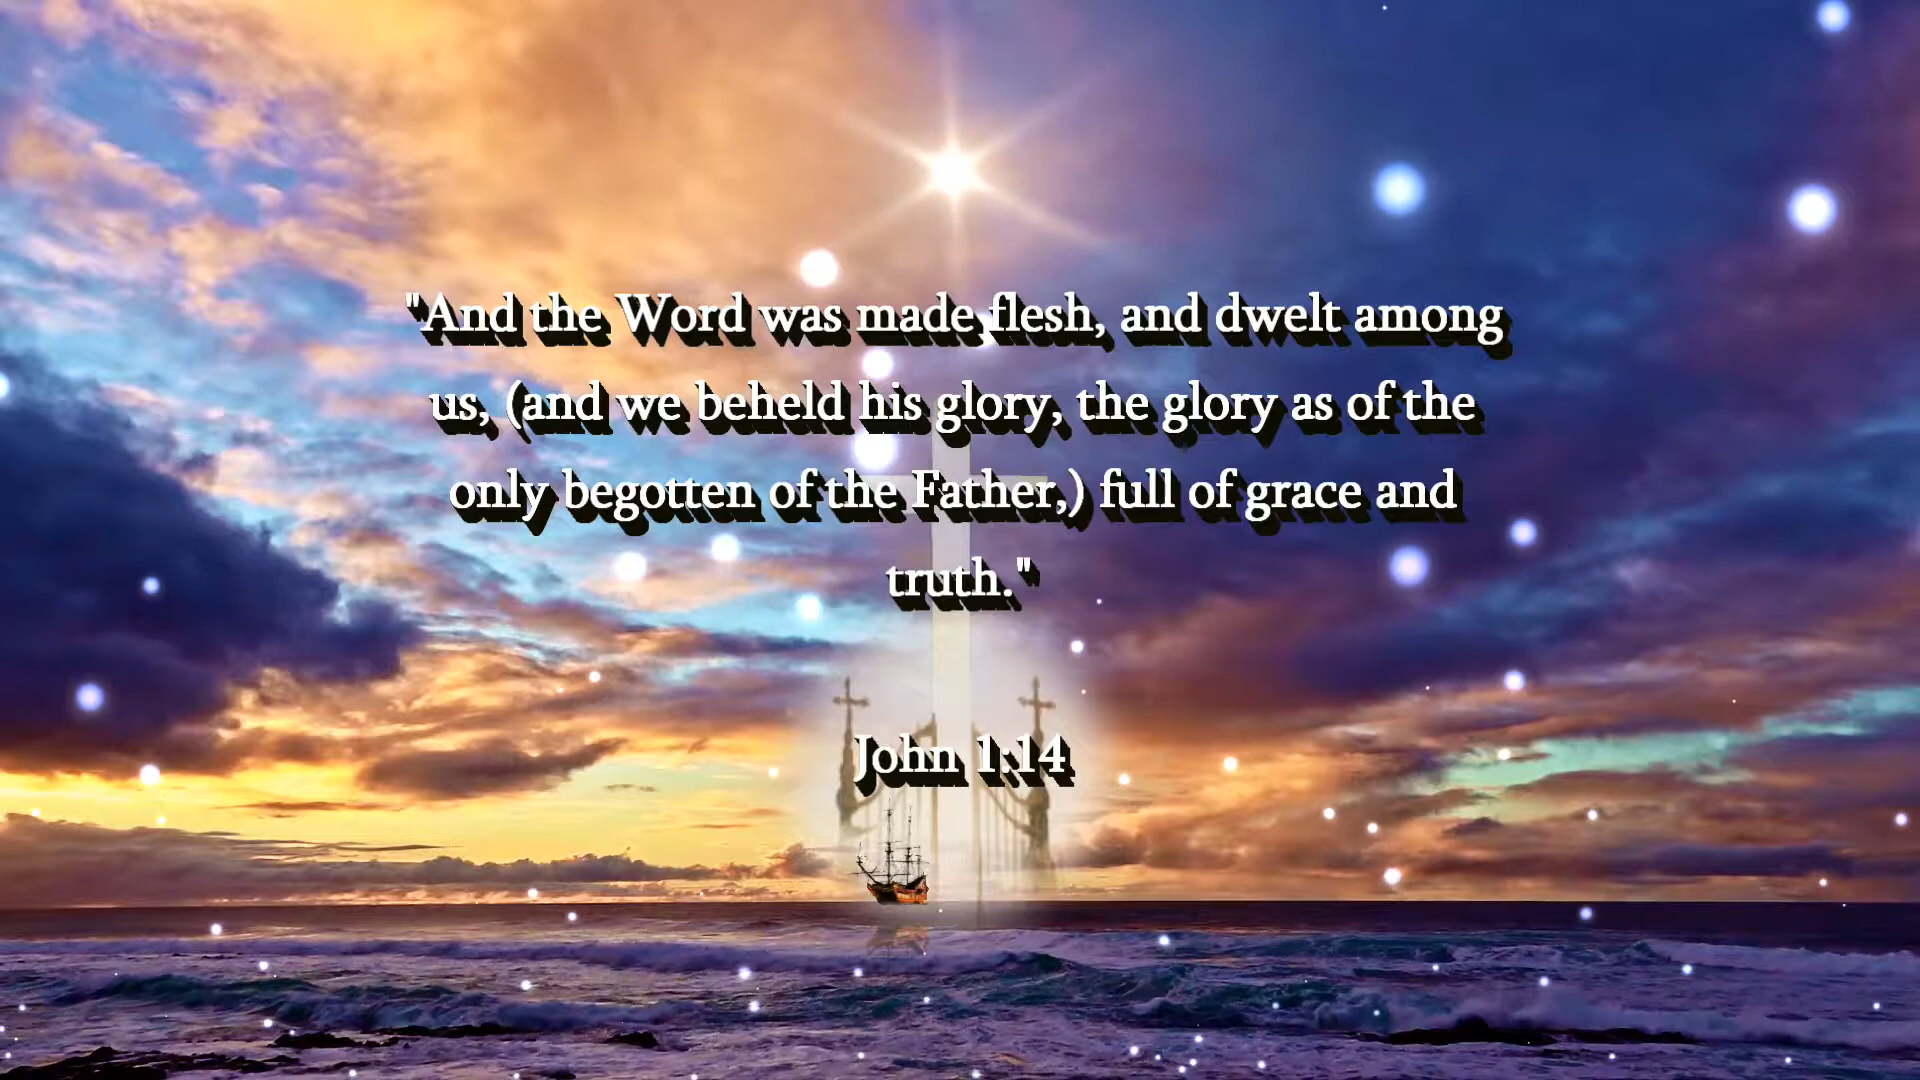 "And the Word was made flesh, and dwelt among
us, (and we beheld his glory, the glory as of the
only begotten of the Father,) full of grace and
truth."
John 1:14